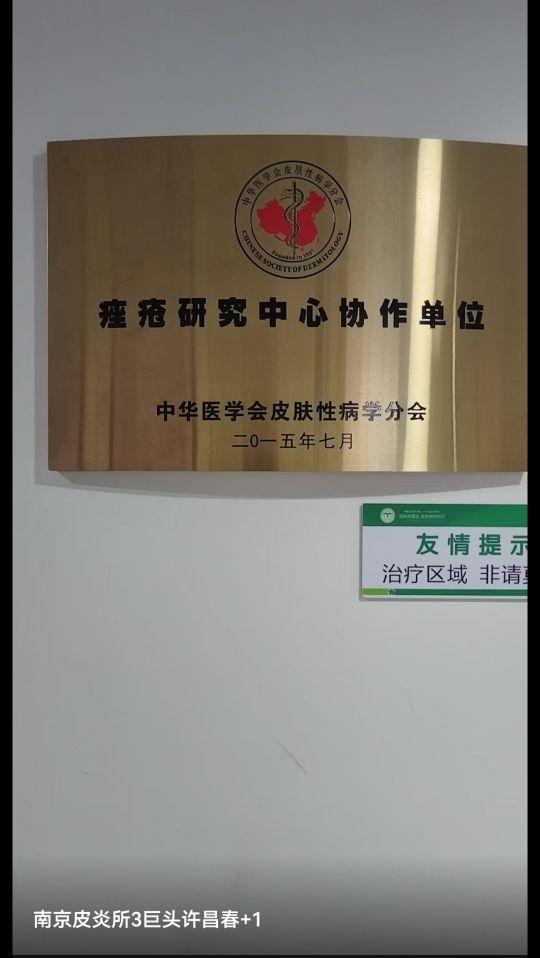 中华医学会皮肤性病学分会
Founded in 1937
CHINESE SOCIETY OF DERMATOLOGY
痤疮研究中心协作单位
中华医学会皮肤性病学分会
二0一五年七月
友情提示
治疗区域 非请
南京皮炎所3巨头许昌春+1